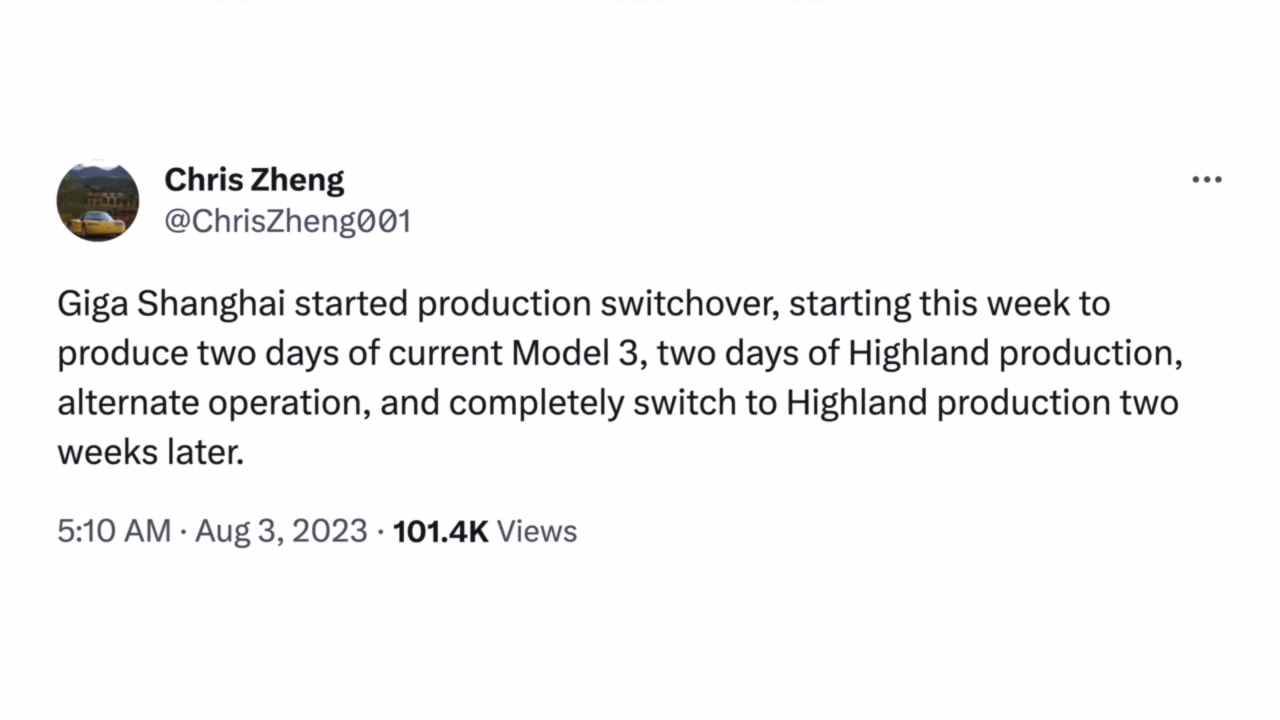 Chris Zheng
@ChrisZheng001
Giga Shanghai started production switchover, starting this week to
produce two days of current Model 3, two days of Highland production,
alternate operation, and completely switch to Highland production two
weeks later.
5:10 AM · Aug 3, 2023 · 101.4K Views